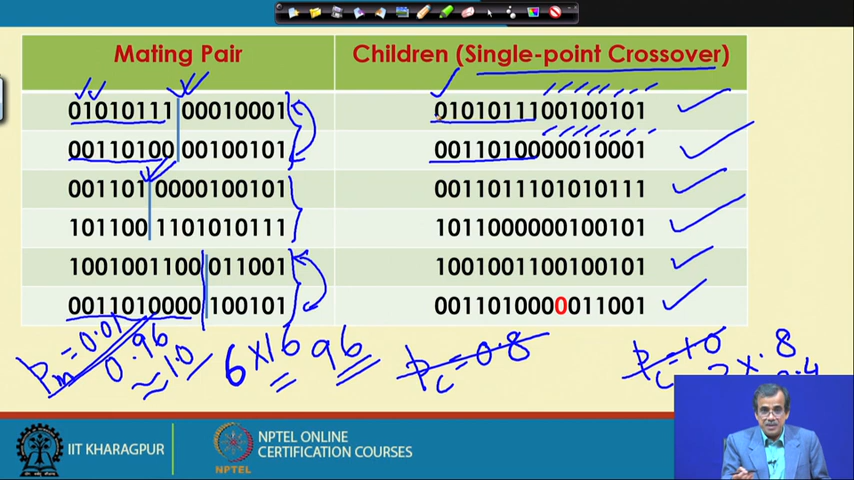 Mating Pair Children (Single-point Crossover)
01010111 00010001 0101011100100101
00110100 00100101 0011010000010001
001101 0000100101 0011011101010111
101100 1101010111 1011000000100101
1001001100 011001 1001001100100101
0011010000 100101 0011010000011001
Pm = 0.01 0.96 ≈ 1.0 6 × 16 96 Pc = 0.8 Pc = 1.0
IIT KHARAGPUR
NPTEL
NPTEL ONLINE
CERTIFICATION COURSES